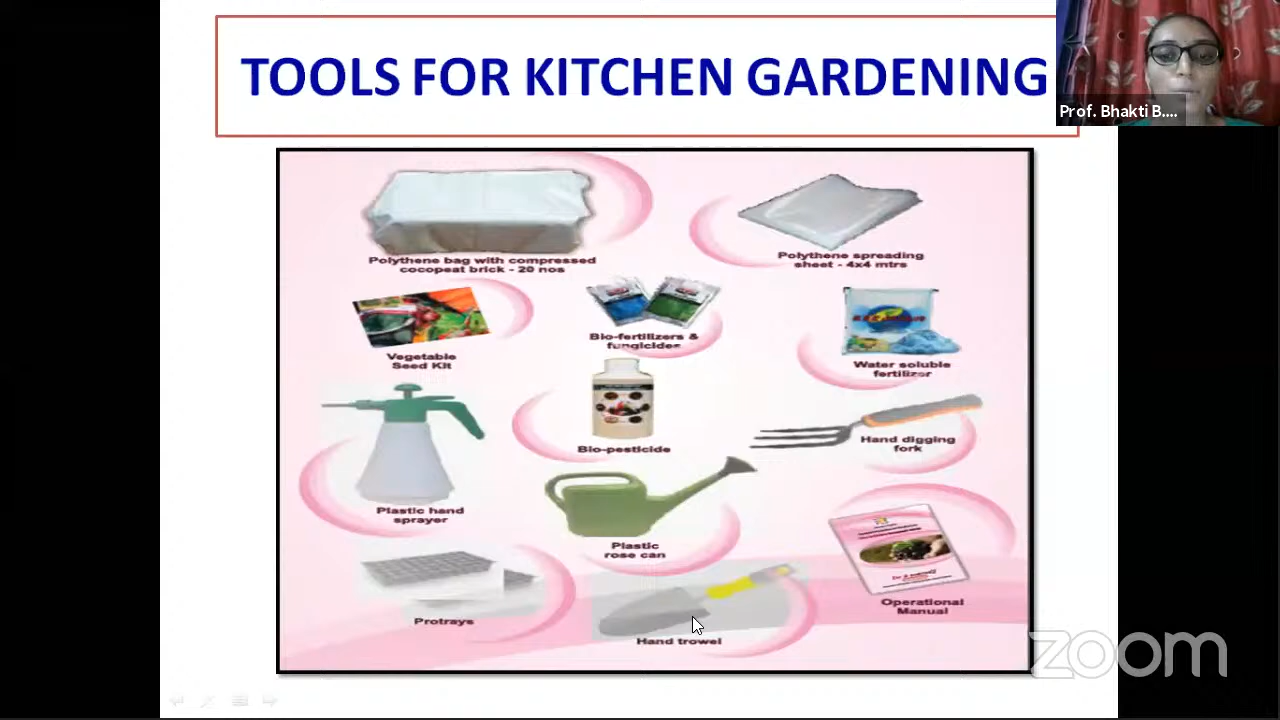 TOOLS FOR KITCHEN GARDENING
Prof. Bhakti B....
Polythene bag with compressed
cocopeat brick - 20 nos
Polythene spreading
sheet - 4x4 mtrs
Vegetable
Seed Kit
Bio-fertilizers &
fungicides
Water soluble
fertilizer
Bio-pesticide
Hand digging
fork
Plastic hand
sprayer
Plastic
rose can
Operational
Manual
Protrays
Hand trowel
zoom